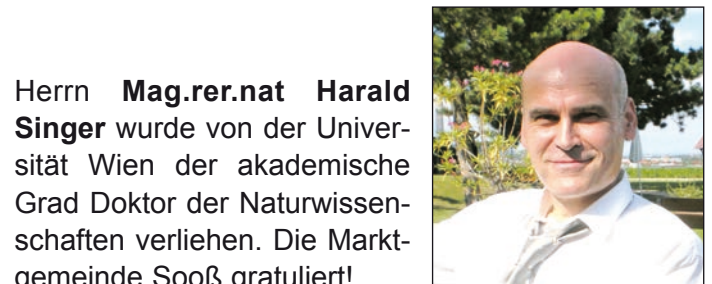 Herrn Mag.rer.nat Harald
Singer wurde von der Univer-
sität Wien der akademische
Grad Doktor der Naturwissen-
schaften verliehen. Die Markt-
gemeinde Sooß gratuliert!